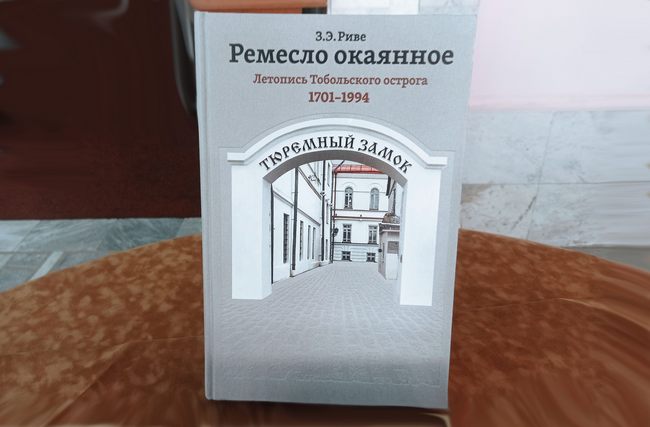 З.Э. Риве
Ремесло окаянное
Летопись Тобольского острога
1701–1994
ТЮРЕМНЫЙ ЗАМОК